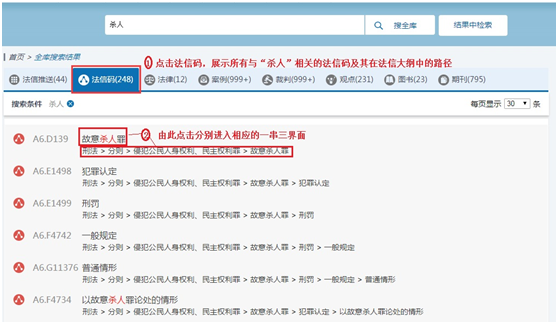 杀人 搜全库 结果中检索
首页 > 全库搜索结果
1 点击法信码，展示所有与“杀人”相关的法信码及其在法信大纲中的路径
法信推送(44) 法信码(248) 法律(12) 案例(999+) 裁判(999+) 观点(231) 图书(23) 期刊(795)
搜索条件 杀人 每页显示 30 条
A6.D139 故意杀人罪 2 由此点击分别进入相应的一串三界面
刑法 > 分则 > 侵犯公民人身权利、民主权利罪 > 故意杀人罪
A6.E1498 犯罪认定
刑法 > 分则 > 侵犯公民人身权利、民主权利罪 > 故意杀人罪 > 犯罪认定
A6.E1499 刑罚
刑法 > 分则 > 侵犯公民人身权利、民主权利罪 > 故意杀人罪 > 刑罚
A6.F4742 一般规定
刑法 > 分则 > 侵犯公民人身权利、民主权利罪 > 故意杀人罪 > 刑罚 > 一般规定
A6.G11376 普通情形
刑法 > 分则 > 侵犯公民人身权利、民主权利罪 > 故意杀人罪 > 刑罚 > 一般规定 > 普通情形
A6.F4734 以故意杀人罪论处的情形
刑法 > 分则 > 侵犯公民人身权利、民主权利罪 > 故意杀人罪 > 犯罪认定 > 以故意杀人罪论处的情形